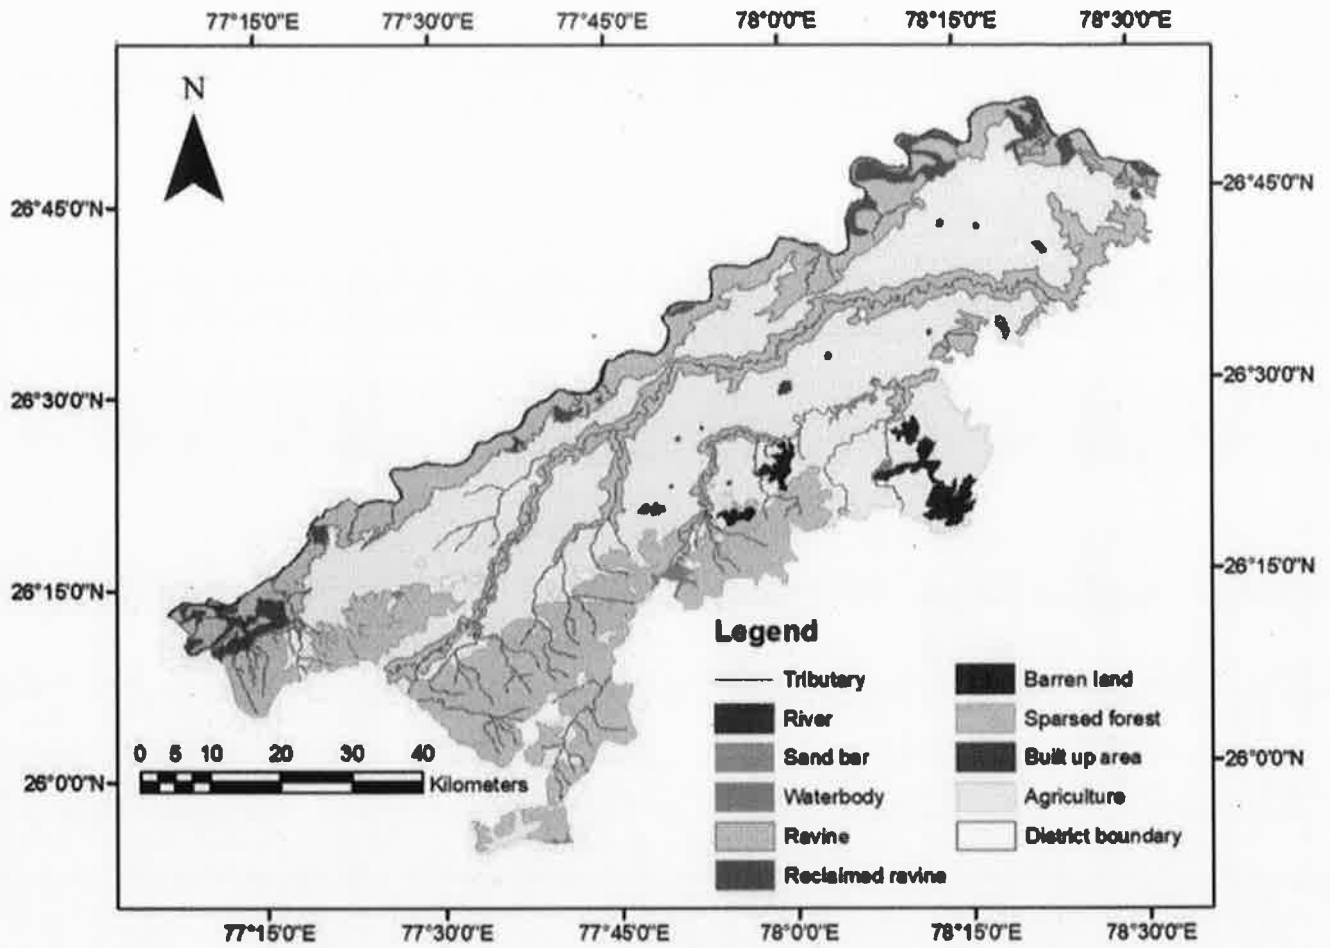 77°15'0"E 77°30'0"E 77°45'0"E 78°0'0"E 78°15'0"E 78°30'0"E
N
26°45'0"N 26°45'0"N
26°30'0"N 26°30'0"N
26°15'0"N 26°15'0"N
Legend
Tributary Barren land
River Sparsed forest
Sand bar Built up area
Waterbody Agriculture
Ravine District boundary
Reclaimed ravine
0 5 10 20 30 40
Kilometers
26°0'0"N 26°0'0"N
77°15'0"E 77°30'0"E 77°45'0"E 78°0'0"E 78°15'0"E 78°30'0"E